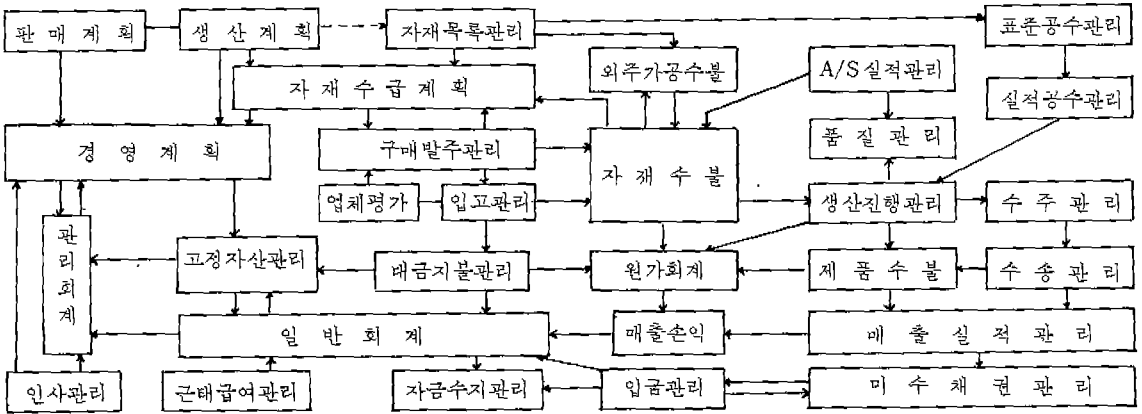 판 매 계 획
생 산 계 획
자재목록관리
표준공수관리
외주가공수불
A/S실적관리
자 재 수 급 계 획
실적공수관리
경 영 계 획
구매발주관리
자 재 수 불
품 질 관 리
업체평가
입고관리
생산진행관리
수 주 관 리
관리회계
고정자산관리
대금지불관리
원가회계
제 품 수 불
수 송 관 리
일 반 회 계
매출손익
매 출 실 적 관 리
인사관리
근태급여관리
자금수지관리
입금관리
미 수 채 권 관 리